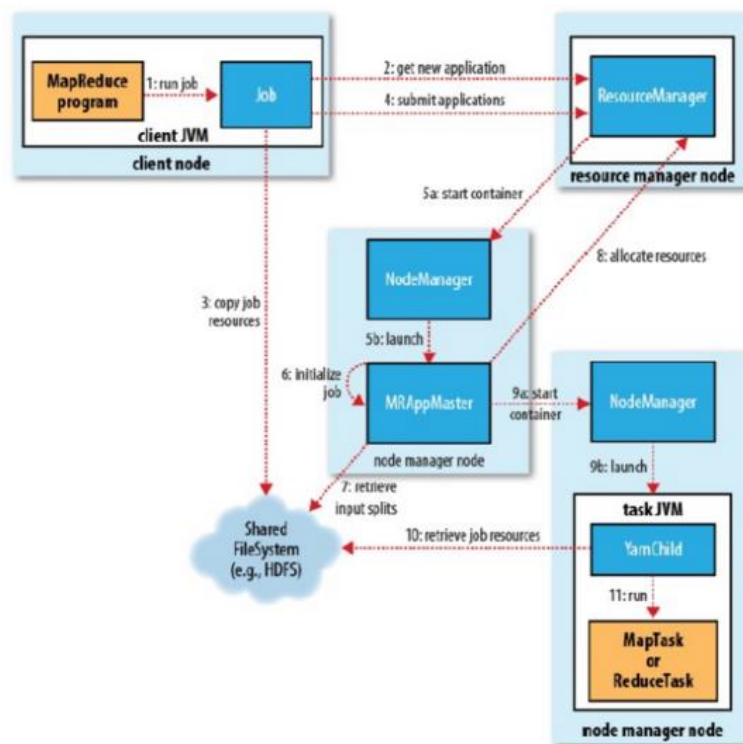 MapReduce
program
1: run job
Job
client JVM
client node
2: get new application
4: submit applications
ResourceManager
resource manager node
5a: start container
8: allocate resources
3: copy job
resources
NodeManager
5b: launch
6: initialize
job
MRAppMaster
node manager node
9a: start
container
NodeManager
9b: launch
7: retrieve
input splits
Shared
FileSystem
(e.g., HDFS)
10: retrieve job resources
task JVM
YarnChild
11: run
MapTask
or
ReduceTask
node manager node